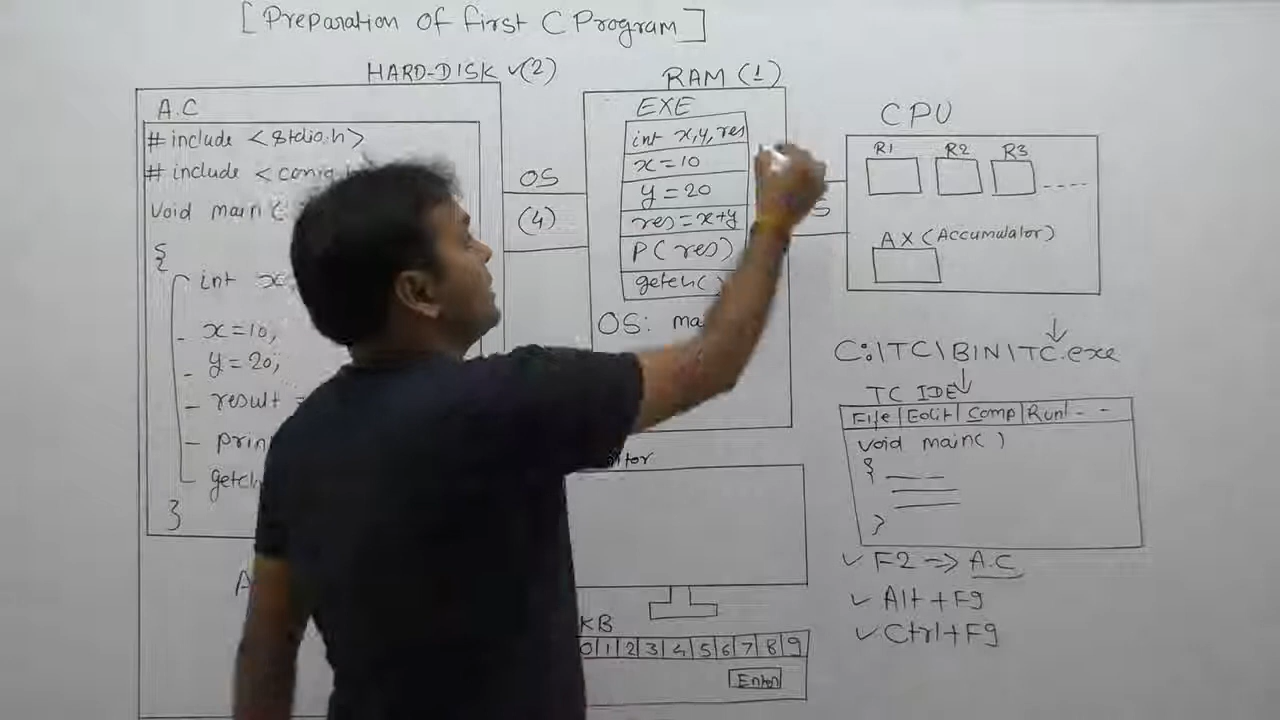 [Preparation of first C Program]
HARD-DISK ✓(2)
A.C
# include <stdio.h>
# include <conio.h
void main(
{
int x,
x=10,
y=20;
result =
prin
getch
}
OS
(4)
RAM (1)
EXE
int x,y,res
x=10
y=20
res=x+y
P(res)
getch()
OS: ma
KB
0 1 2 3 4 5 6 7 8 9
Enter
CPU
R1 R2 R3 ----
AX (Accumulator)
C:\TC\BIN\TC.exe
TC IDE
File Edit Comp Run - -
void main()
{
}
✓ F2 => A.C
✓ Alt + F9
✓ Ctrl + F9